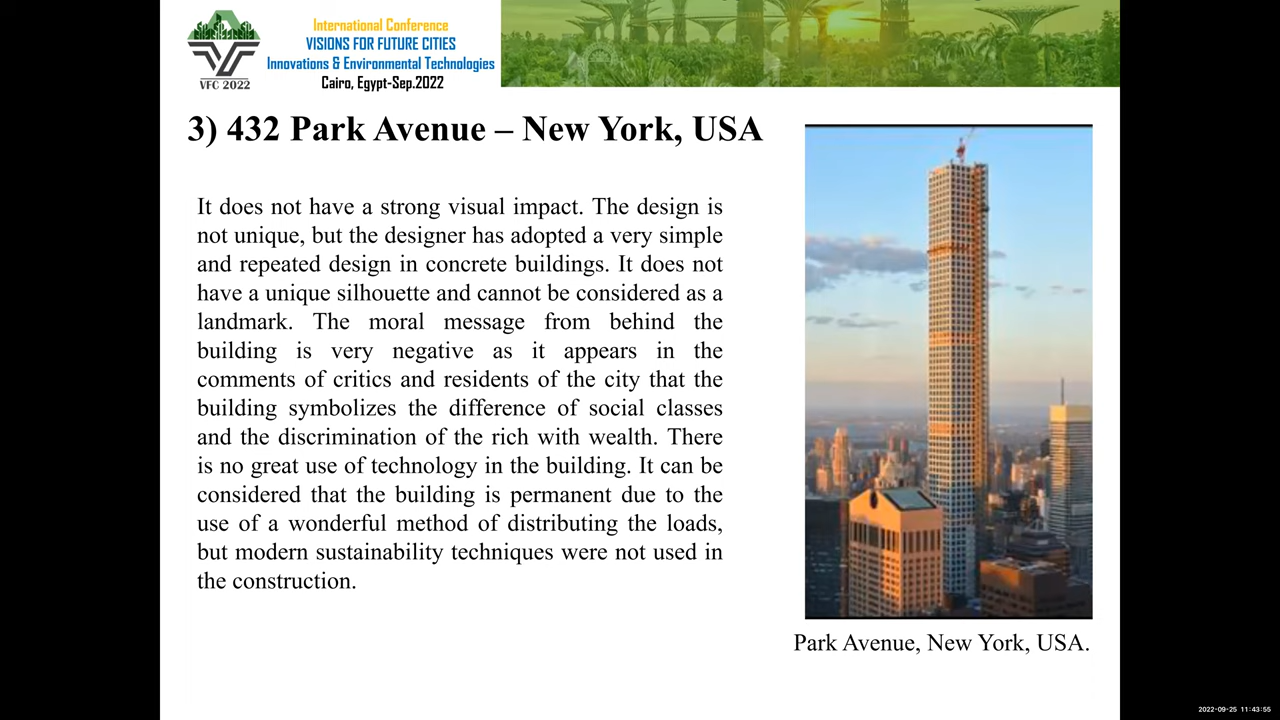 International Conference
VISIONS FOR FUTURE CITIES
Innovations & Environmental Technologies
Cairo, Egypt-Sep.2022
VFC 2022
3) 432 Park Avenue – New York, USA
It does not have a strong visual impact. The design is
not unique, but the designer has adopted a very simple
and repeated design in concrete buildings. It does not
have a unique silhouette and cannot be considered as a
landmark. The moral message from behind the
building is very negative as it appears in the
comments of critics and residents of the city that the
building symbolizes the difference of social classes
and the discrimination of the rich with wealth. There
is no great use of technology in the building. It can be
considered that the building is permanent due to the
use of a wonderful method of distributing the loads,
but modern sustainability techniques were not used in
the construction.
Park Avenue, New York, USA.
2022-09-25 11:43:55